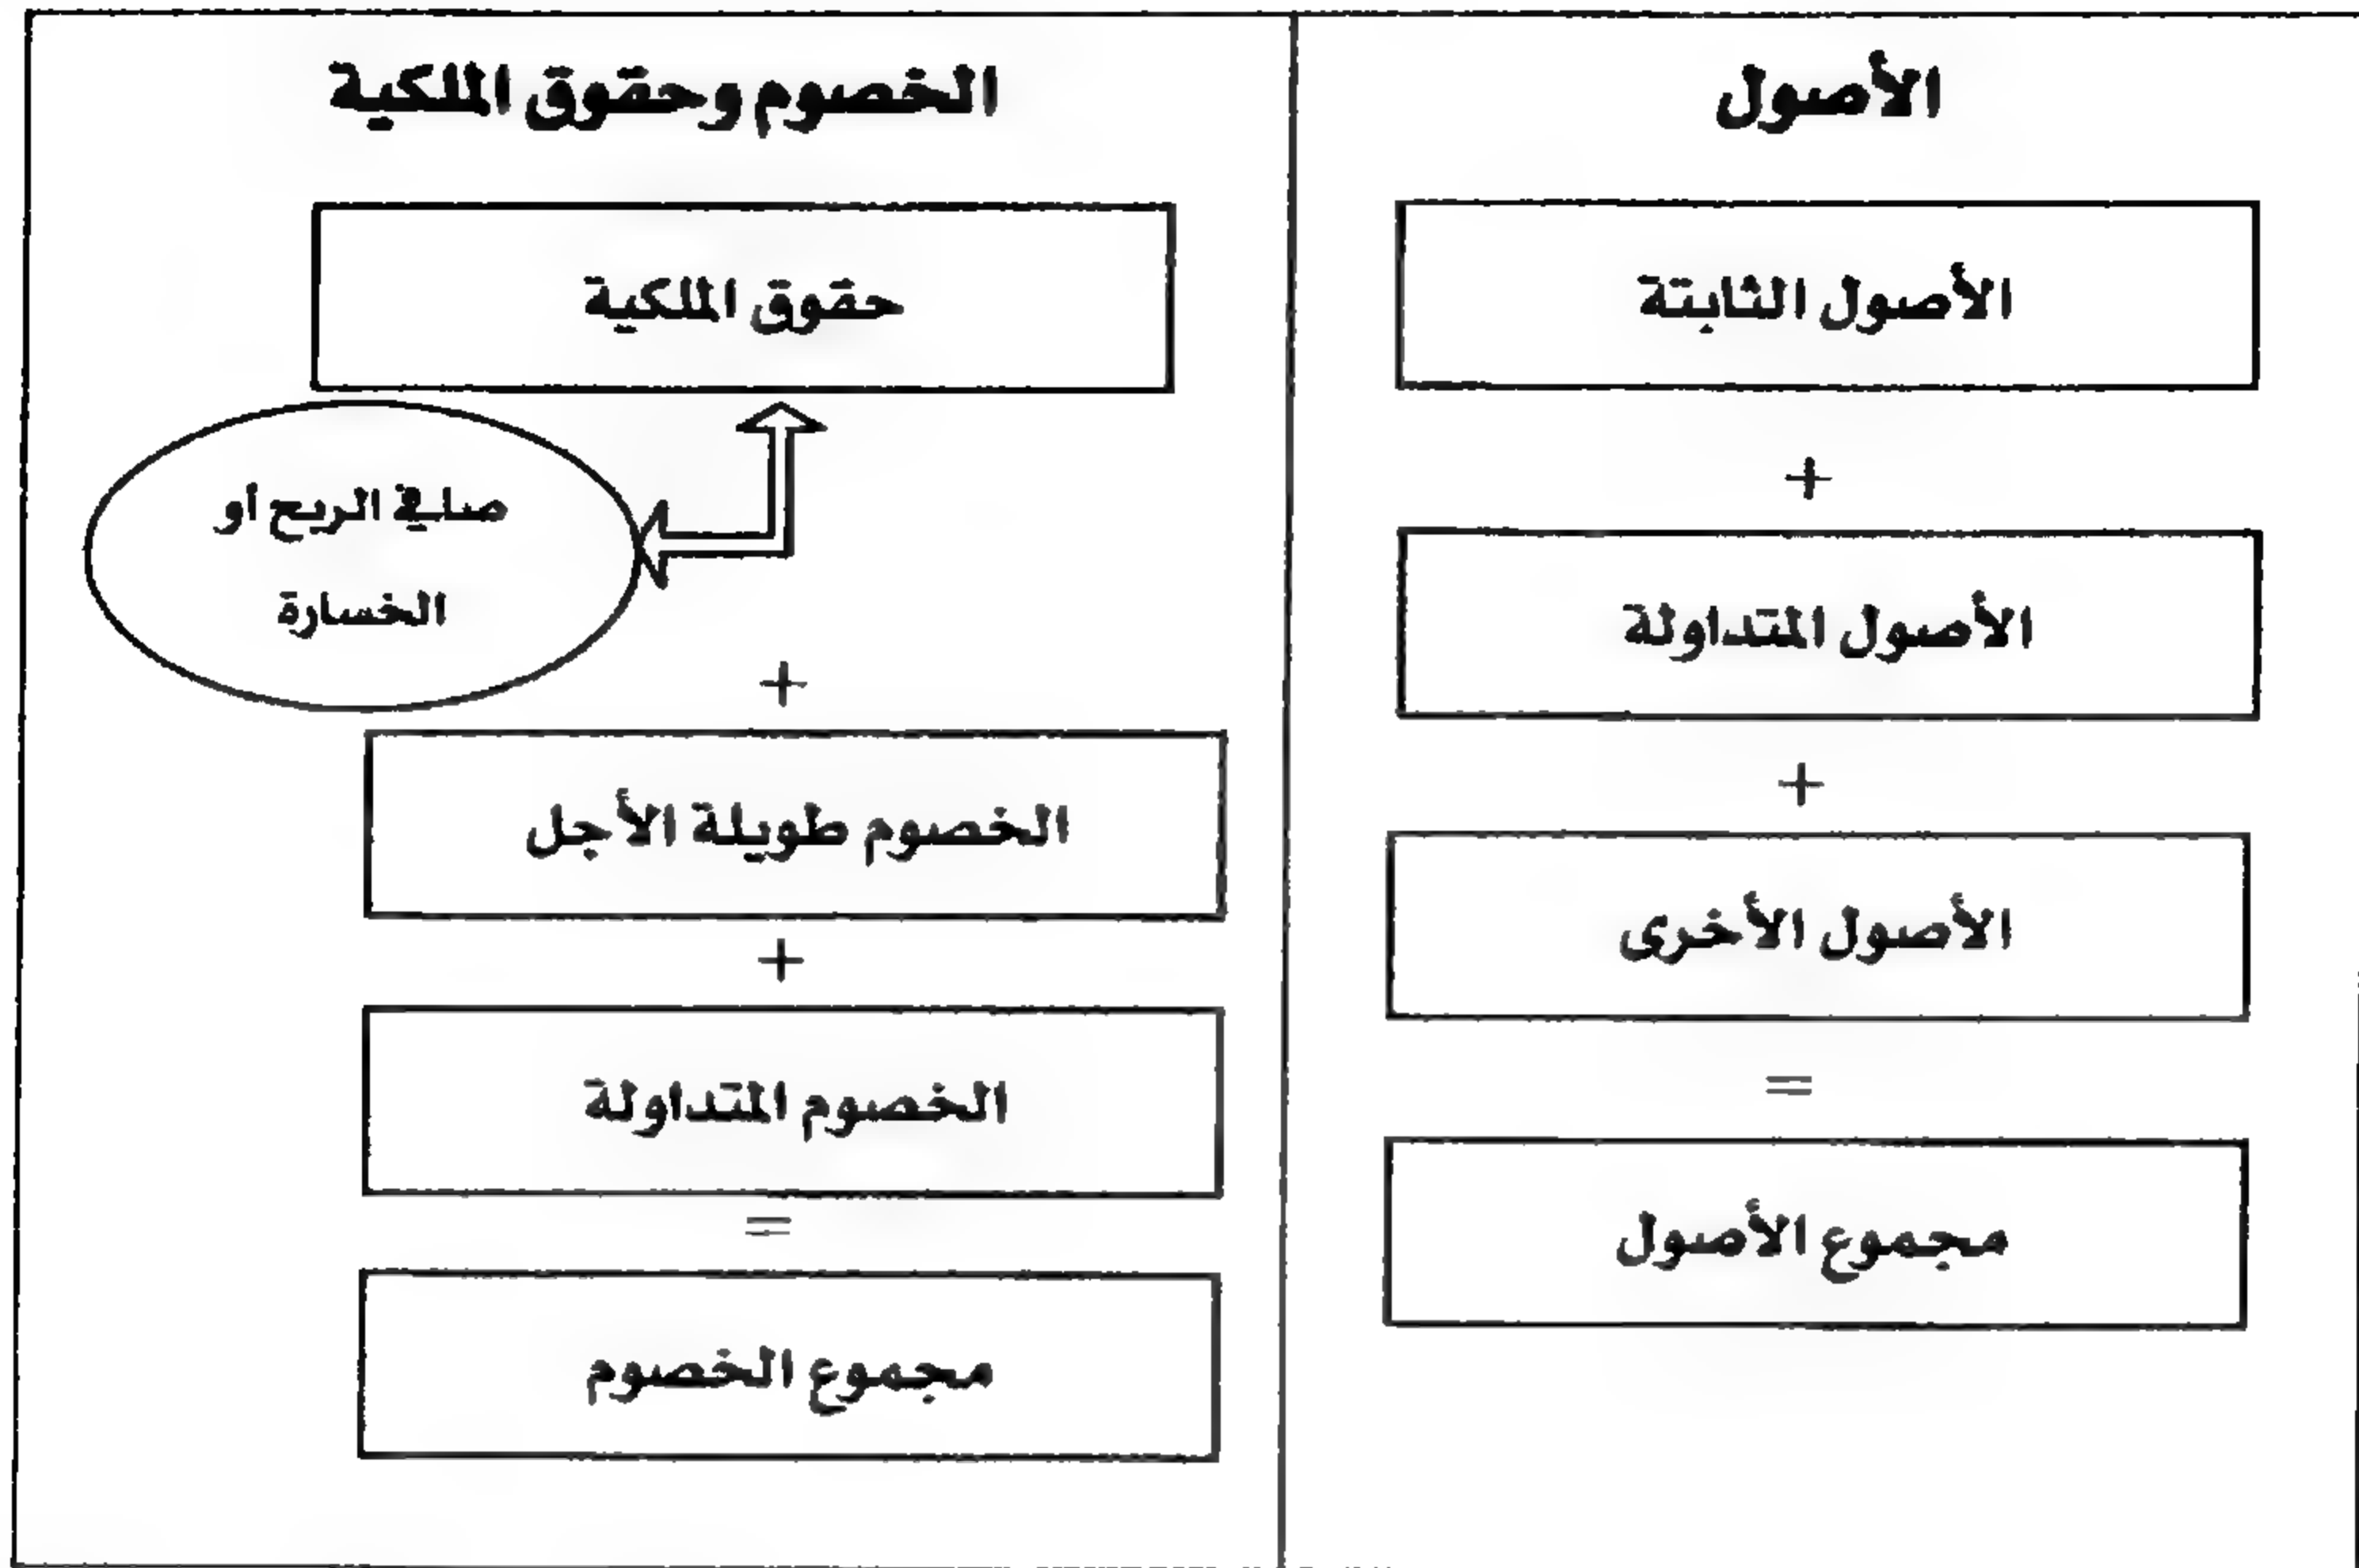 الأصول
الأصول الثابتة
+
الأصول المتداولة
+
الأصول الأخرى
=
مجموع الأصول
الخصوم وحقوق الملكية
حقوق الملكية
صافي الربح أو
الخسارة
+
الخصوم طويلة الأجل
+
الخصوم المتداولة
=
مجموع الخصوم